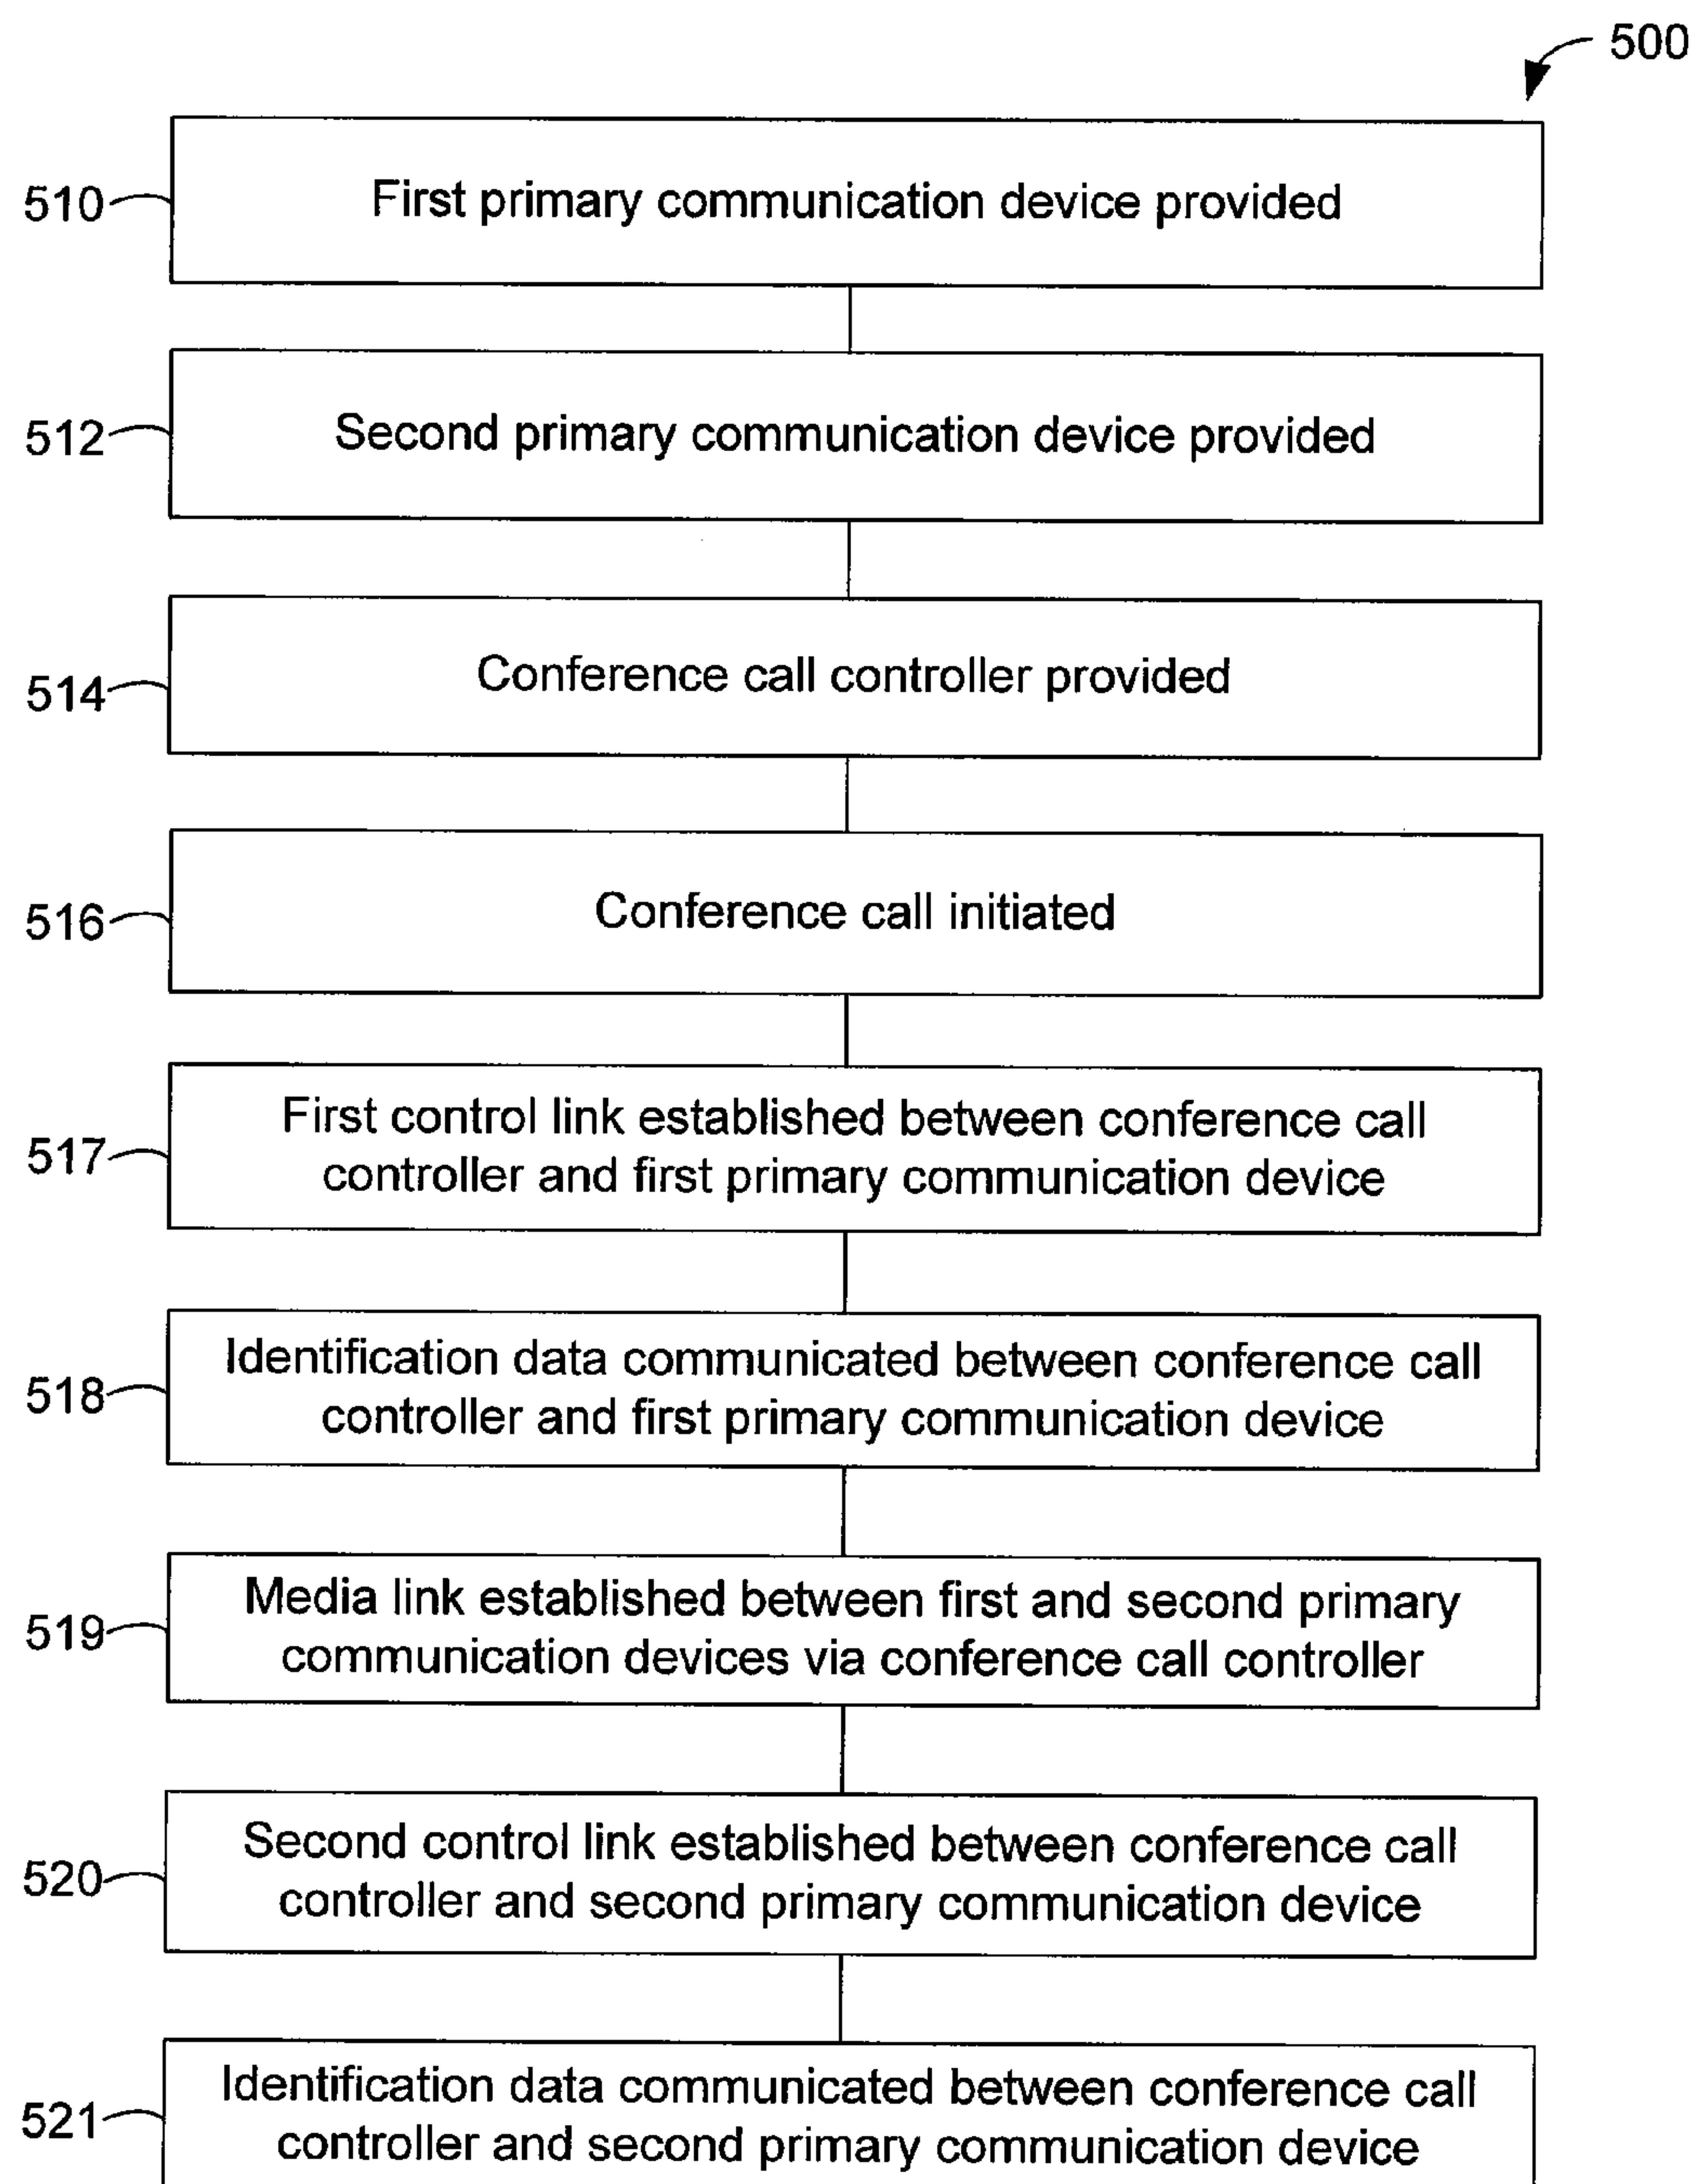 500
510
First primary communication device provided
512
Second primary communication device provided
514
Conference call controller provided
516
Conference call initiated
517
First control link established between conference call
controller and first primary communication device
518
Identification data communicated between conference call
controller and first primary communication device
519
Media link established between first and second primary
communication devices via conference call controller
520
Second control link established between conference call
controller and second primary communication device
521
Identification data communicated between conference call
controller and second primary communication device